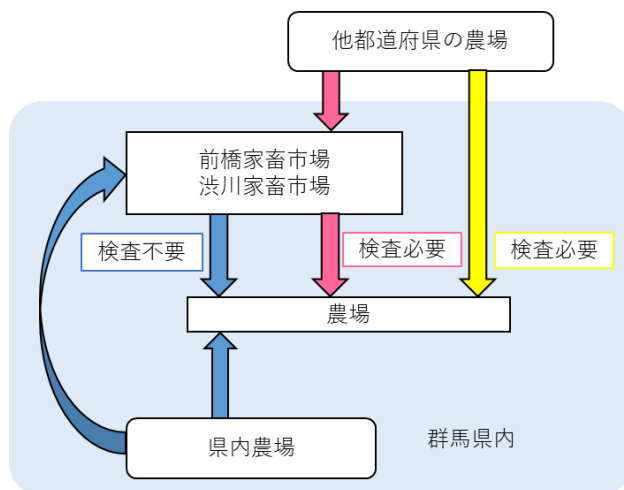 他都道府県の農場
前橋家畜市場
渋川家畜市場
検査不要
検査必要
検査必要
農場
県内農場
群馬県内